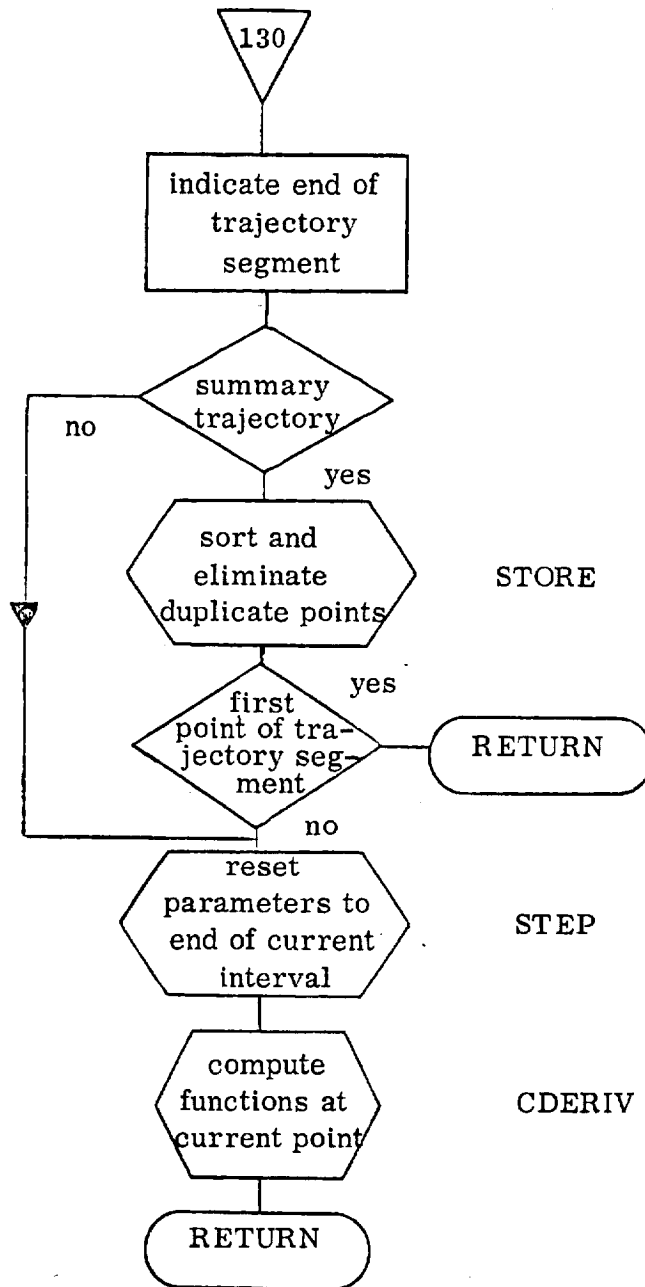 130
indicate end of
trajectory
segment
summary
trajectory
no
yes
sort and
eliminate
duplicate points
STORE
yes
first
point of tra-
jectory seg-
ment
RETURN
no
reset
parameters to
end of current
interval
STEP
compute
functions at
current point
CDERIV
RETURN